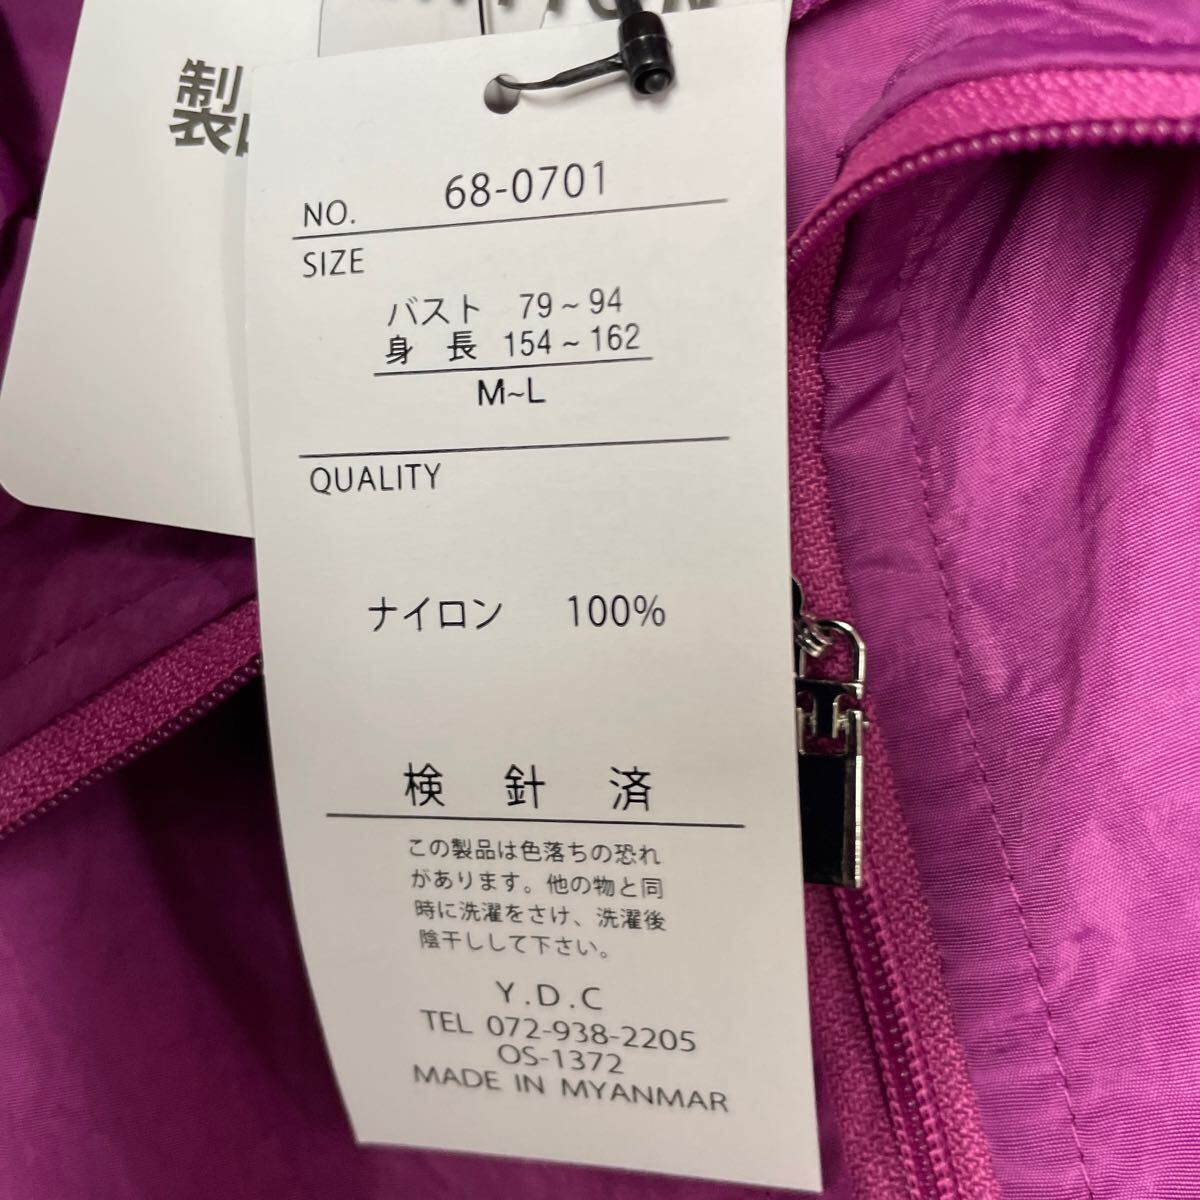 製
NO. 68-0701
SIZE
バスト 79~94
身 長 154~162
M~L
QUALITY
ナイロン 100%
検 針 済
この製品は色落ちの恐れ
があります。他の物と同
時に洗濯をさけ、洗濯後
陰干しして下さい。
Y.D.C
TEL 072-938-2205
OS-1372
MADE IN MYANMAR